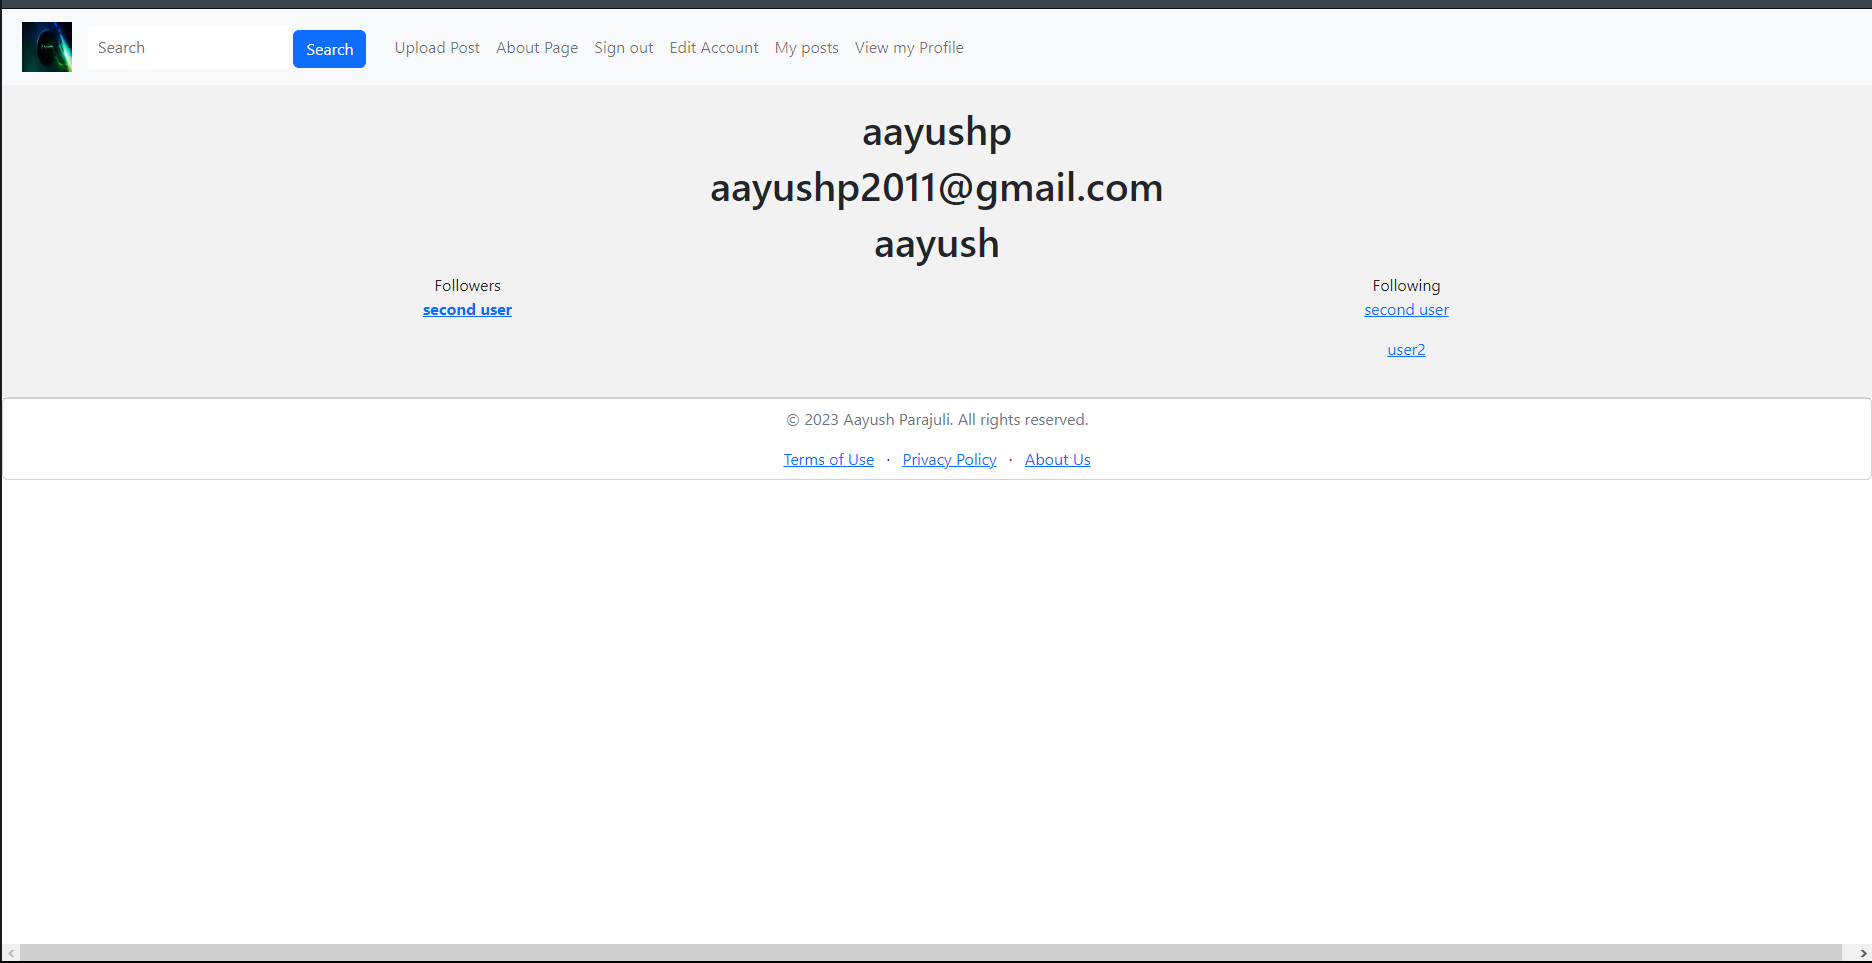 Search Search Upload Post About Page Sign out Edit Account My posts View my Profile
aayushp
aayushp2011@gmail.com
aayush
Followers
second user
Following
second user
user2
© 2023 Aayush Parajuli. All rights reserved.
Terms of Use · Privacy Policy · About Us